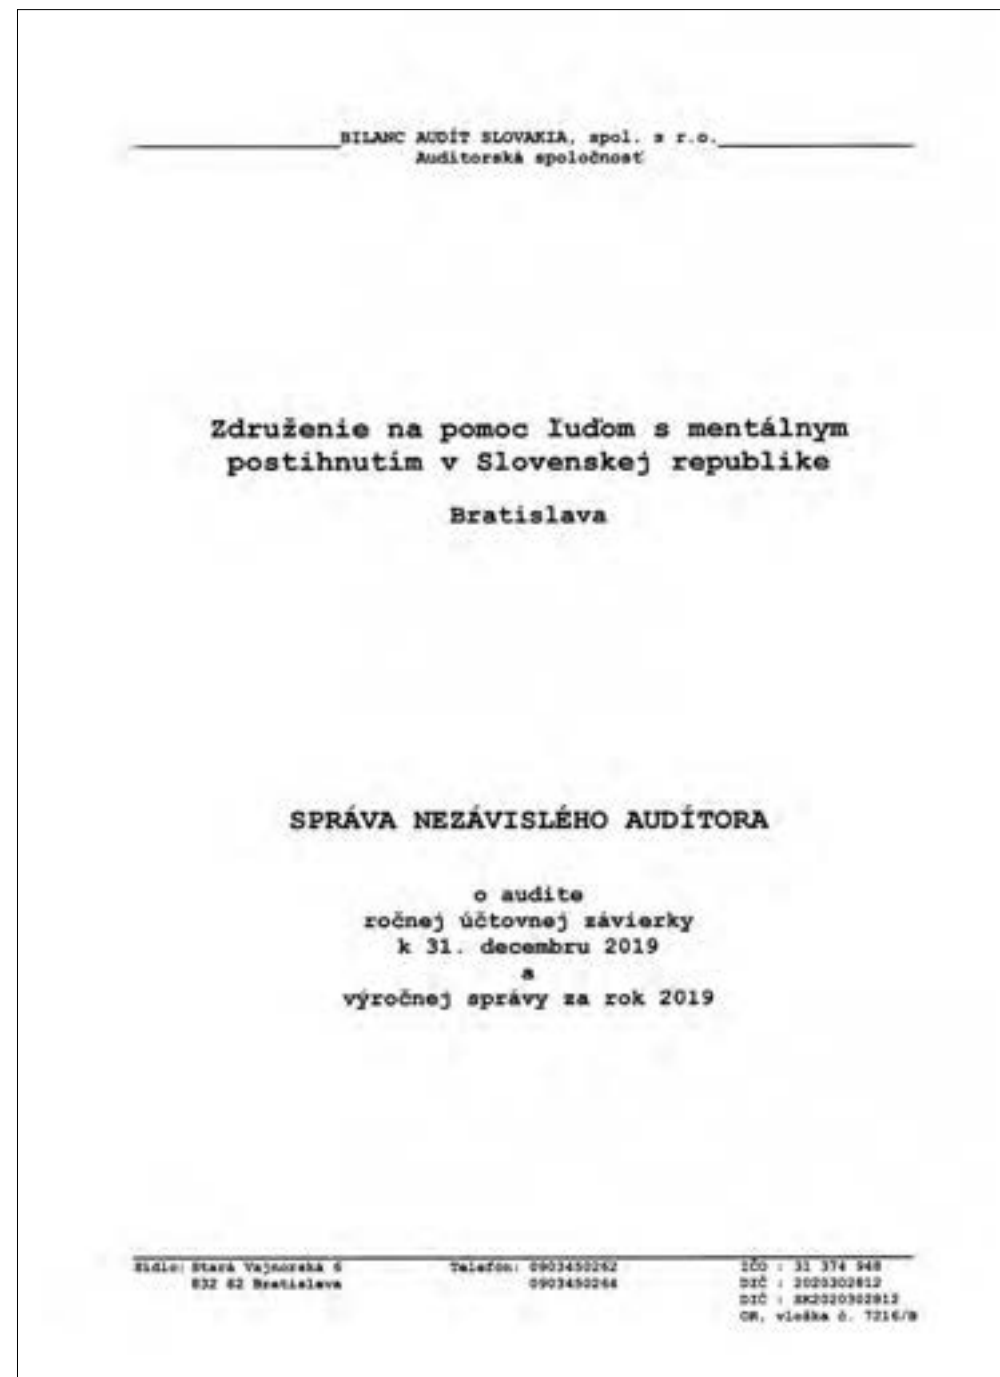 BILANC AUDÍT SLOVAKIA, spol. s r.o.
Auditorská spoločnosť
Združenie na pomoc ľuďom s mentálnym
postihnutím v Slovenskej republike
Bratislava
SPRÁVA NEZÁVISLÉHO AUDÍTORA
o audite
ročnej účtovnej závierky
k 31. decembru 2019
a
výročnej správy za rok 2019
Sídlo: Stará Vajnorská 6
832 62 Bratislava
Telefón: 0903450262
0903450264
IČO : 31 374 948
DIČ : 2020302812
DIČ : SK2020302812
OR, vložka č. 7216/B